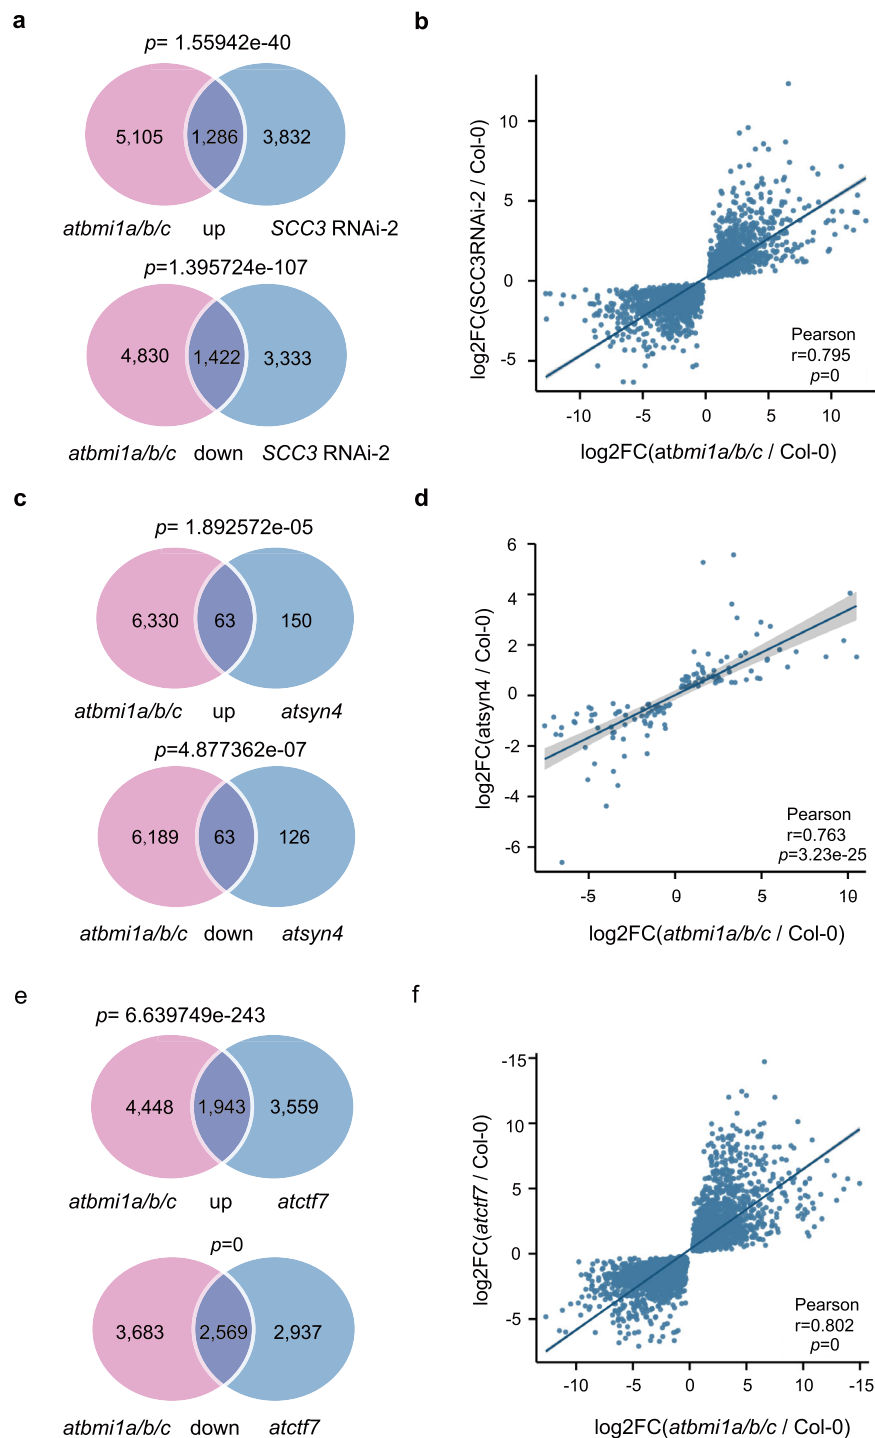 a
p= 1.55942e-40
5,105 1,286 3,832
atbmi1a/b/c up SCC3 RNAi-2
p=1.395724e-107
4,830 1,422 3,333
atbmi1a/b/c down SCC3 RNAi-2
b
log2FC(SCC3RNAi-2 / Col-0)
10
5
0
-5
Pearson
r=0.795
p=0
-10 -5 0 5 10
log2FC(atbmi1a/b/c / Col-0)
c
p= 1.892572e-05
6,330 63 150
atbmi1a/b/c up atsyn4
p=4.877362e-07
6,189 63 126
atbmi1a/b/c down atsyn4
d
log2FC(atsyn4 / Col-0)
6
4
2
0
-2
-4
-6
Pearson
r=0.763
p=3.23e-25
-5 0 5 10
log2FC(atbmi1a/b/c / Col-0)
e
p= 6.639749e-243
4,448 1,943 3,559
atbmi1a/b/c up atctf7
p=0
3,683 2,569 2,937
atbmi1a/b/c down atctf7
f
log2FC(atctf7 / Col-0)
-15
10
5
0
-5
Pearson
r=0.802
p=0
-10 -5 0 5 10 -15
log2FC(atbmi1a/b/c / Col-0)